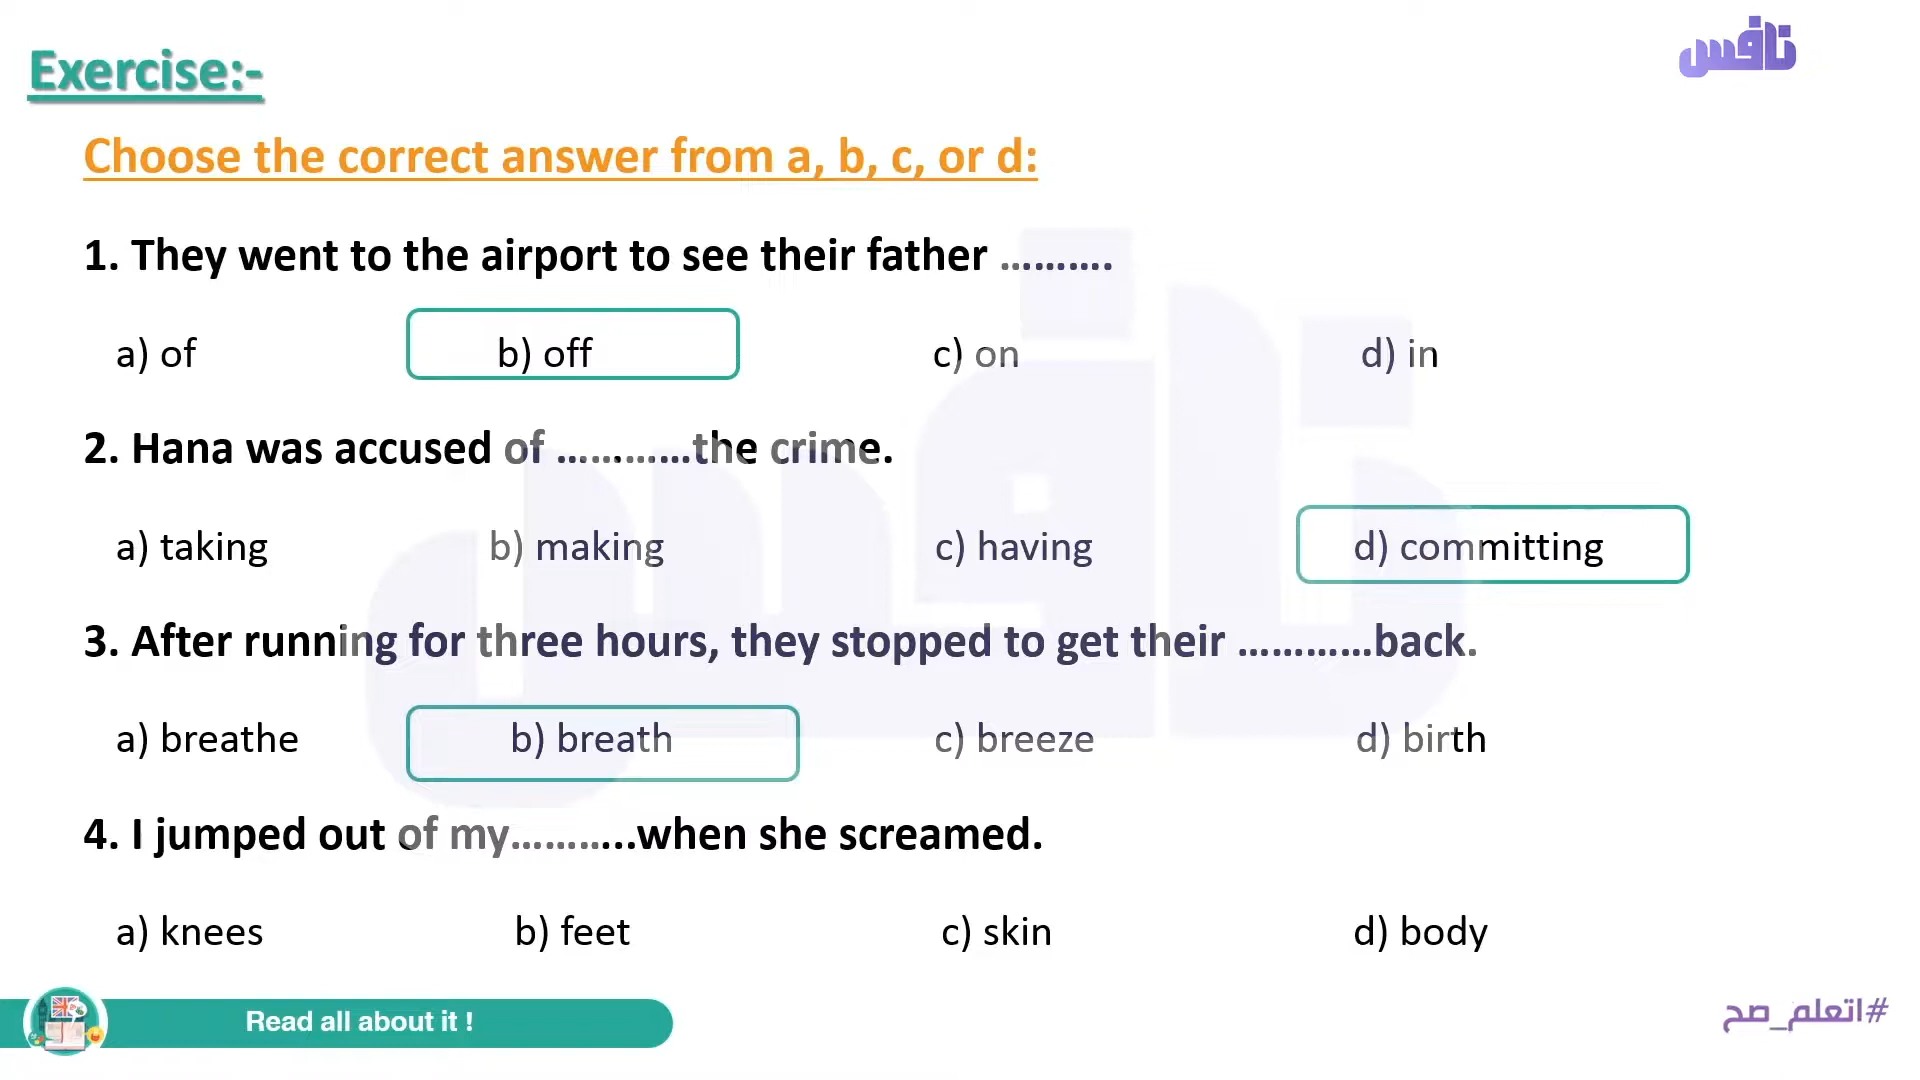 نافس
Exercise:-
Choose the correct answer from a, b, c, or d:
1. They went to the airport to see their father ……….
a) of b) off c) on d) in
2. Hana was accused of …………the crime.
a) taking b) making c) having d) committing
3. After running for three hours, they stopped to get their …………back.
a) breathe b) breath c) breeze d) birth
4. I jumped out of my………..when she screamed.
a) knees b) feet c) skin d) body
Read all about it !
#اتعلم_صح